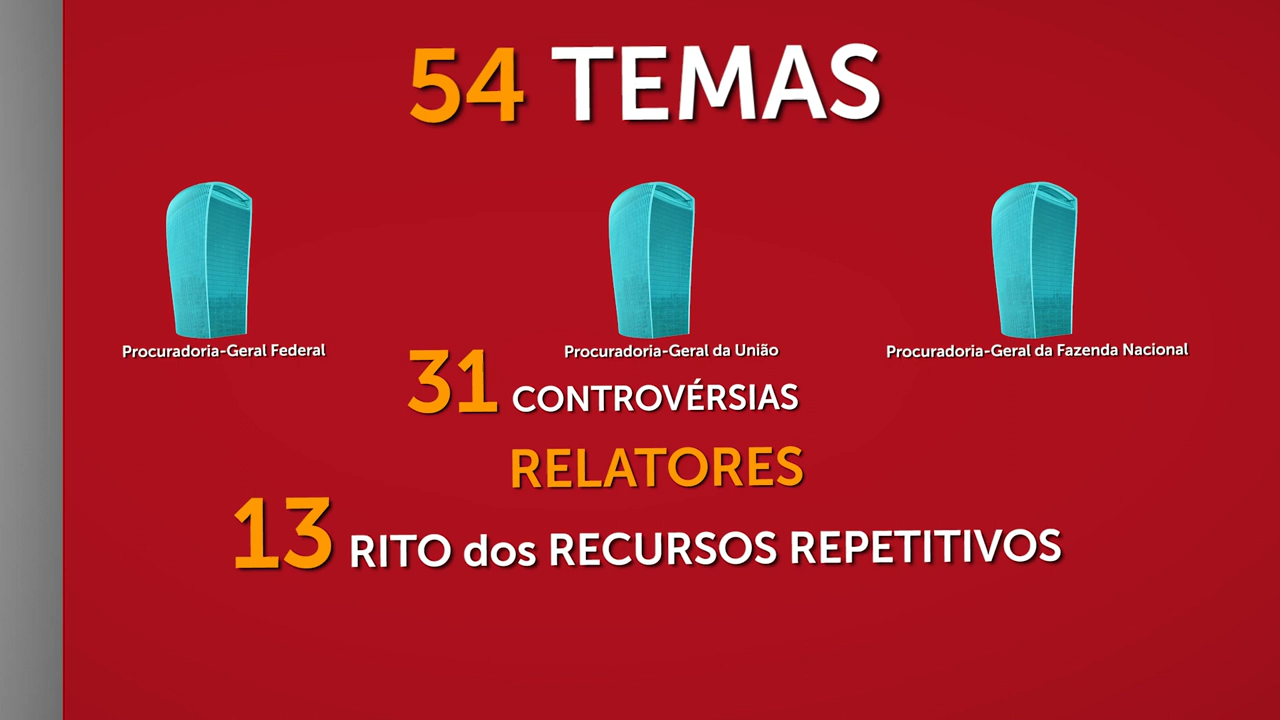 54 TEMAS
Procuradoria-Geral Federal
Procuradoria-Geral da União
Procuradoria-Geral da Fazenda Nacional
31 CONTROVÉRSIAS
RELATORES
13 RITO dos RECURSOS REPETITIVOS